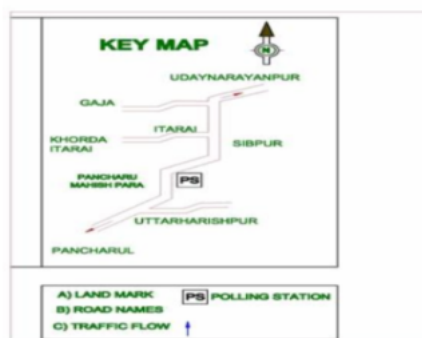 KEY MAP
N
UDAYNARAYANPUR
GAJA
ITARAI
KHORDA
ITARAI
SIBPUR
PANCHARU
MAHISH PARA
PS
UTTARHARISHPUR
PANCHARUL
A) LAND MARK
PS POLLING STATION
B) ROAD NAMES
C) TRAFFIC FLOW